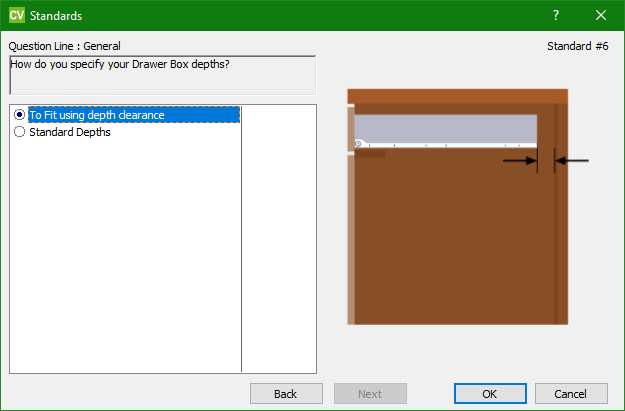 CV Standards
Question Line : General
Standard #6
How do you specify your Drawer Box depths?
To Fit using depth clearance
Standard Depths
Back
Next
OK
Cancel